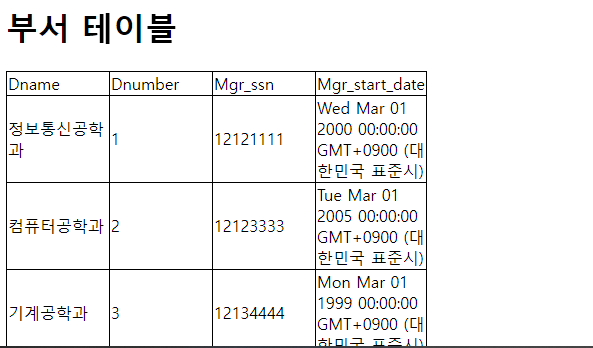 부서 테이블
Dname Dnumber Mgr_ssn Mgr_start_date
정보통신공학
과
1
12121111
Wed Mar 01
2000 00:00:00
GMT+0900 (대
한민국 표준시)
컴퓨터공학과
2
12123333
Tue Mar 01
2005 00:00:00
GMT+0900 (대
한민국 표준시)
기계공학과
3
12134444
Mon Mar 01
1999 00:00:00
GMT+0900 (대
한민국 표준시)